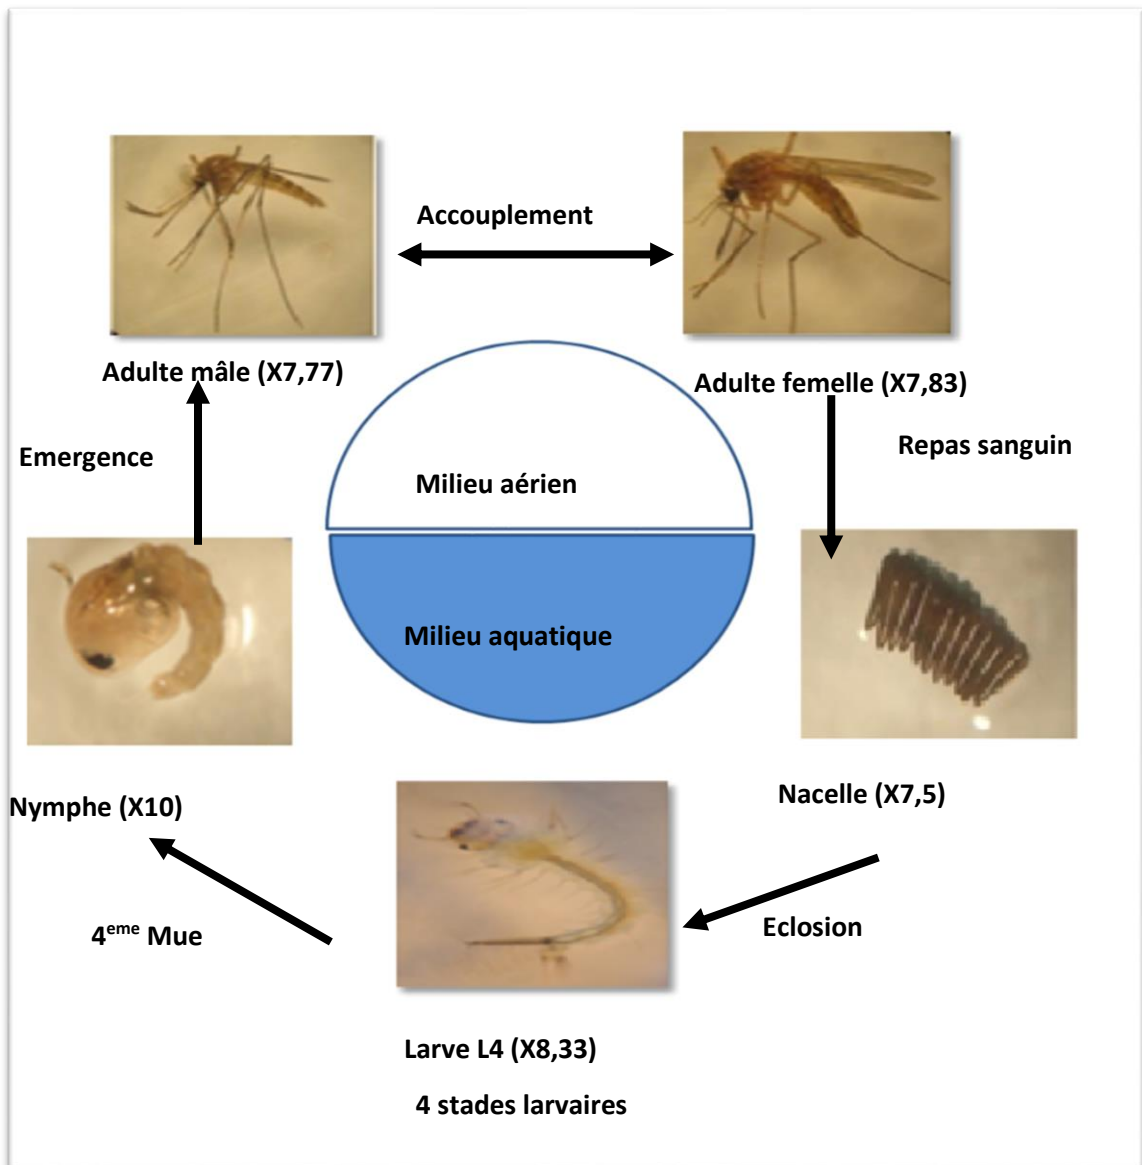 Accouplement
Adulte mâle (X7,77)
Adulte femelle (X7,83)
Emergence
Repas sanguin
Milieu aérien
Milieu aquatique
Nymphe (X10)
Nacelle (X7,5)
4eme Mue
Eclosion
Larve L4 (X8,33)
4 stades larvaires